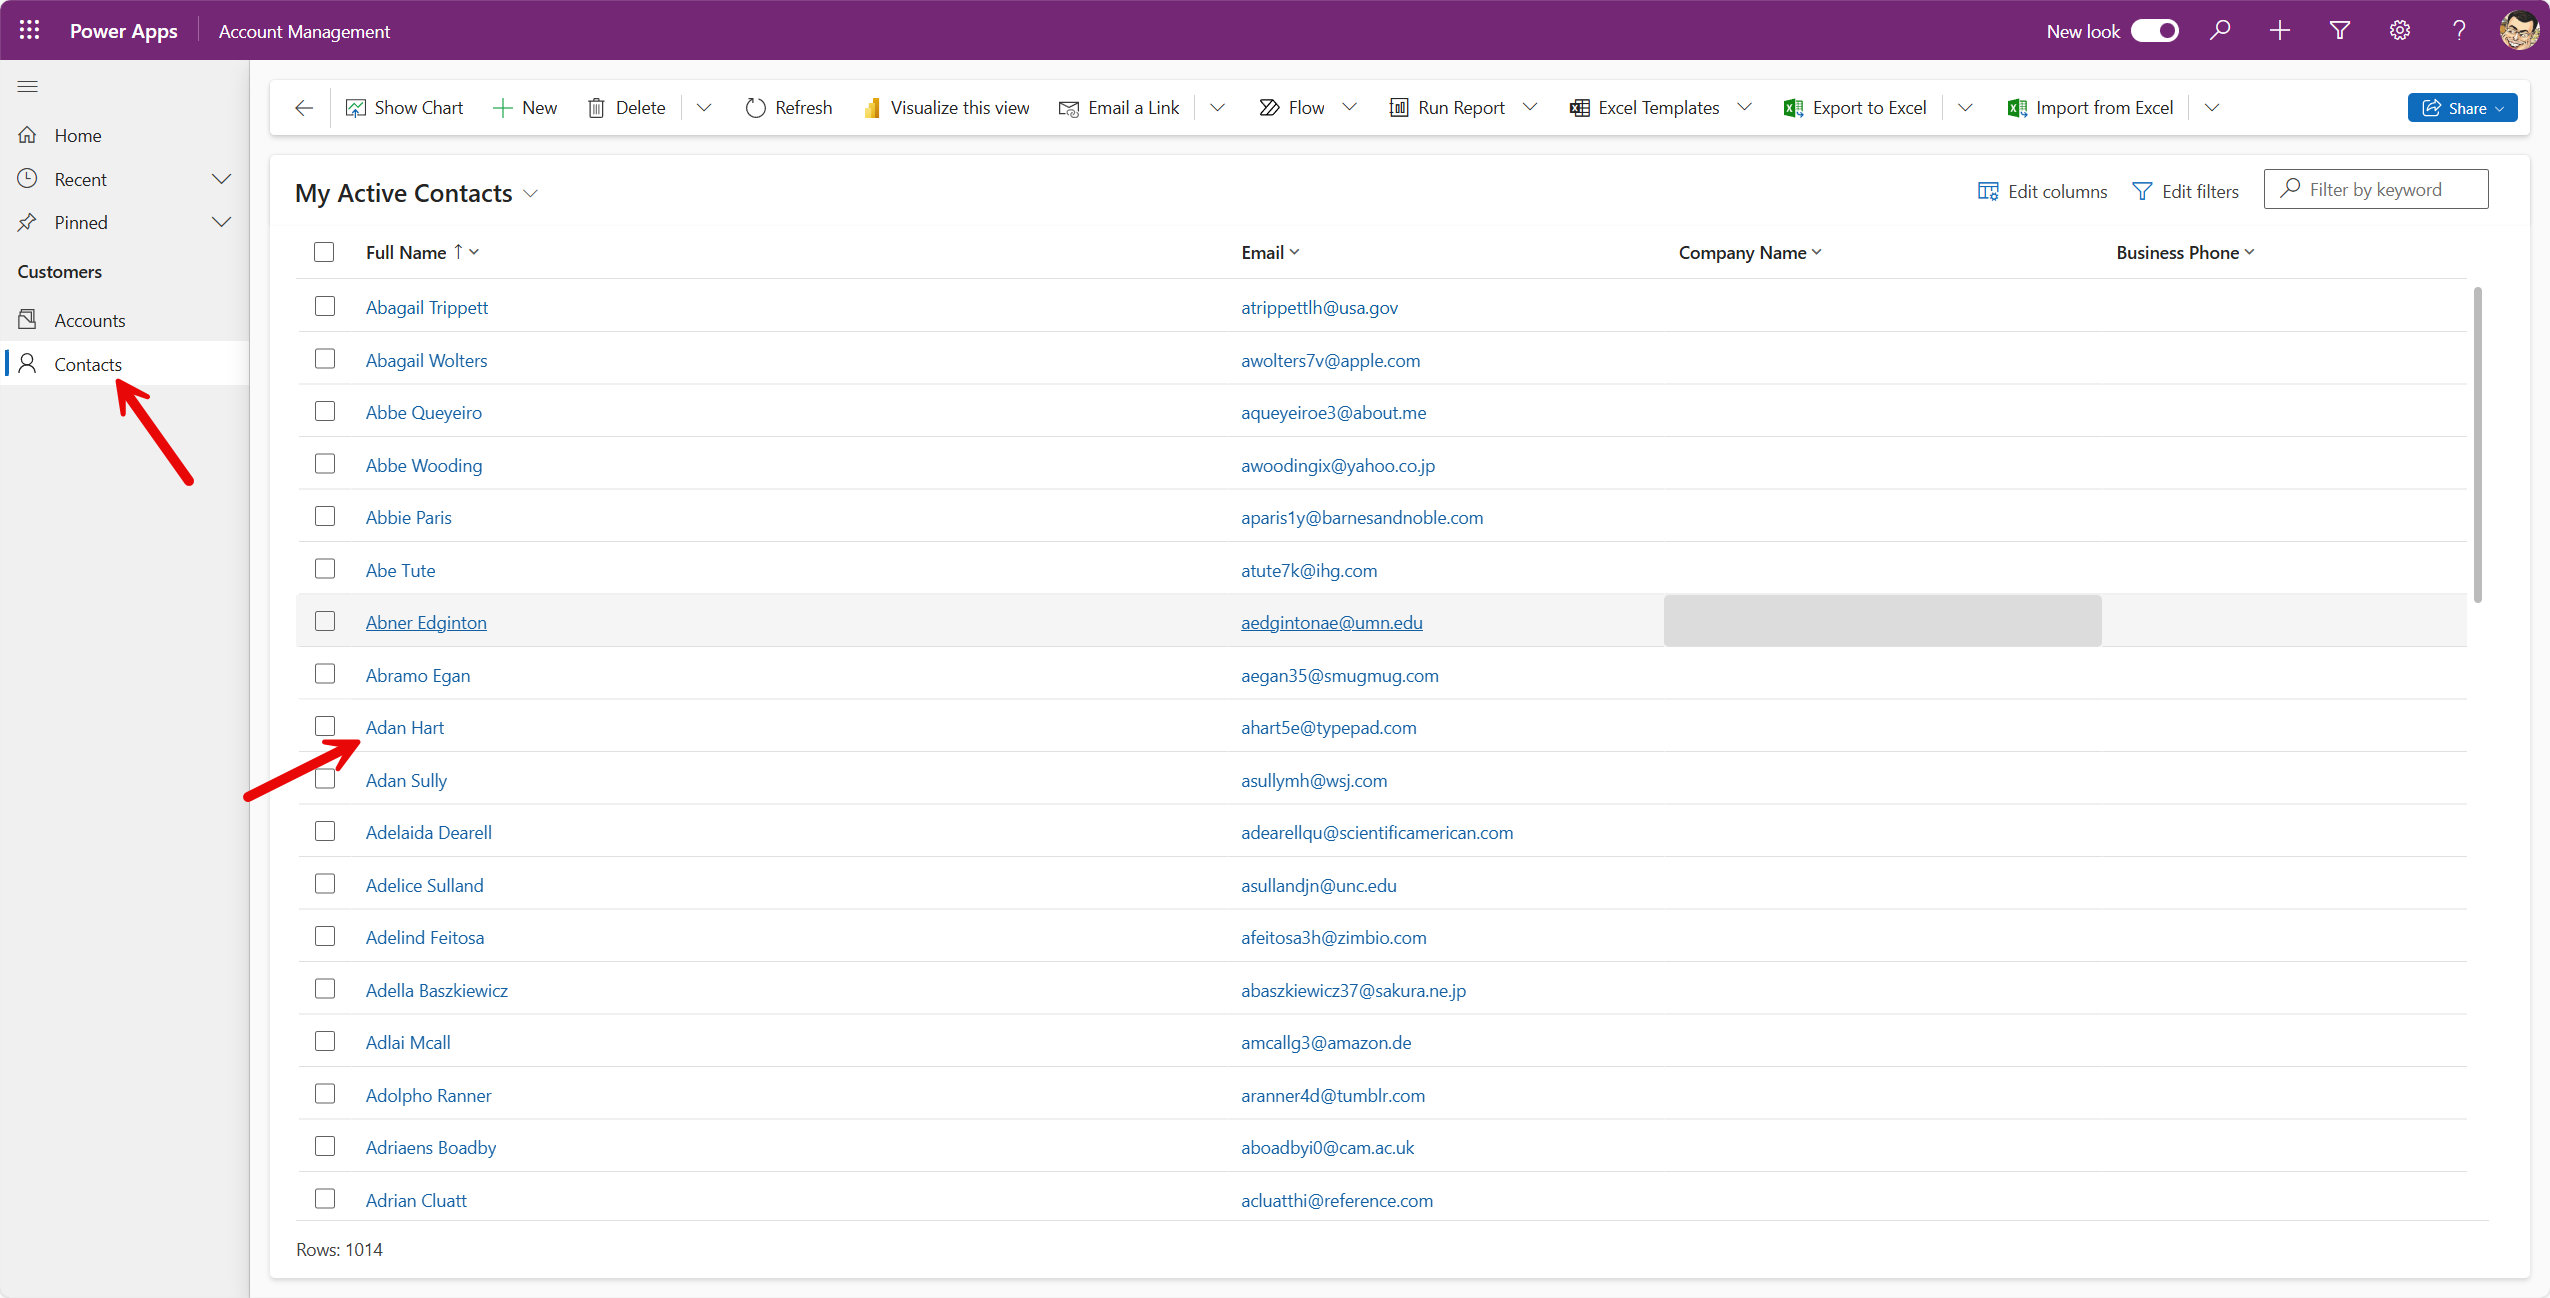 Power Apps Account Management New look
Show Chart New Delete Refresh Visualize this view Email a Link Flow Run Report Excel Templates Export to Excel Import from Excel Share
Home
Recent
Pinned
Customers
Accounts
Contacts
My Active Contacts Edit columns Edit filters Filter by keyword
Full Name Email Company Name Business Phone
Abagail Trippett atrippettlh@usa.gov
Abagail Wolters awolters7v@apple.com
Abbe Queyeiro aqueyeiroe3@about.me
Abbe Wooding awoodingix@yahoo.co.jp
Abbie Paris aparis1y@barnesandnoble.com
Abe Tute atute7k@ihg.com
Abner Edginton aedgintonae@umn.edu
Abramo Egan aegan35@smugmug.com
Adan Hart ahart5e@typepad.com
Adan Sully asullymh@wsj.com
Adelaida Dearell adearellqu@scientificamerican.com
Adelice Sulland asullandjn@unc.edu
Adelind Feitosa afeitosa3h@zimbio.com
Adella Baszkiewicz abaszkiewicz37@sakura.ne.jp
Adlai Mcall amcallg3@amazon.de
Adolpho Ranner aranner4d@tumblr.com
Adriaens Boadby aboadbyi0@cam.ac.uk
Adrian Cluatt acluatthi@reference.com
Rows: 1014